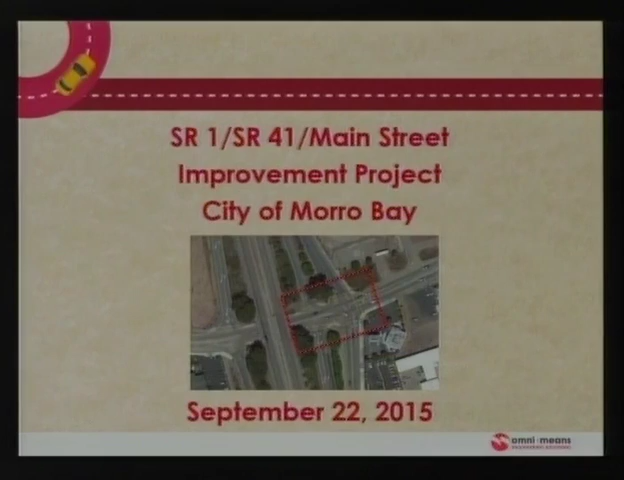 SR 1/SR 41/Main Street
Improvement Project
City of Morro Bay
September 22, 2015
omni·means